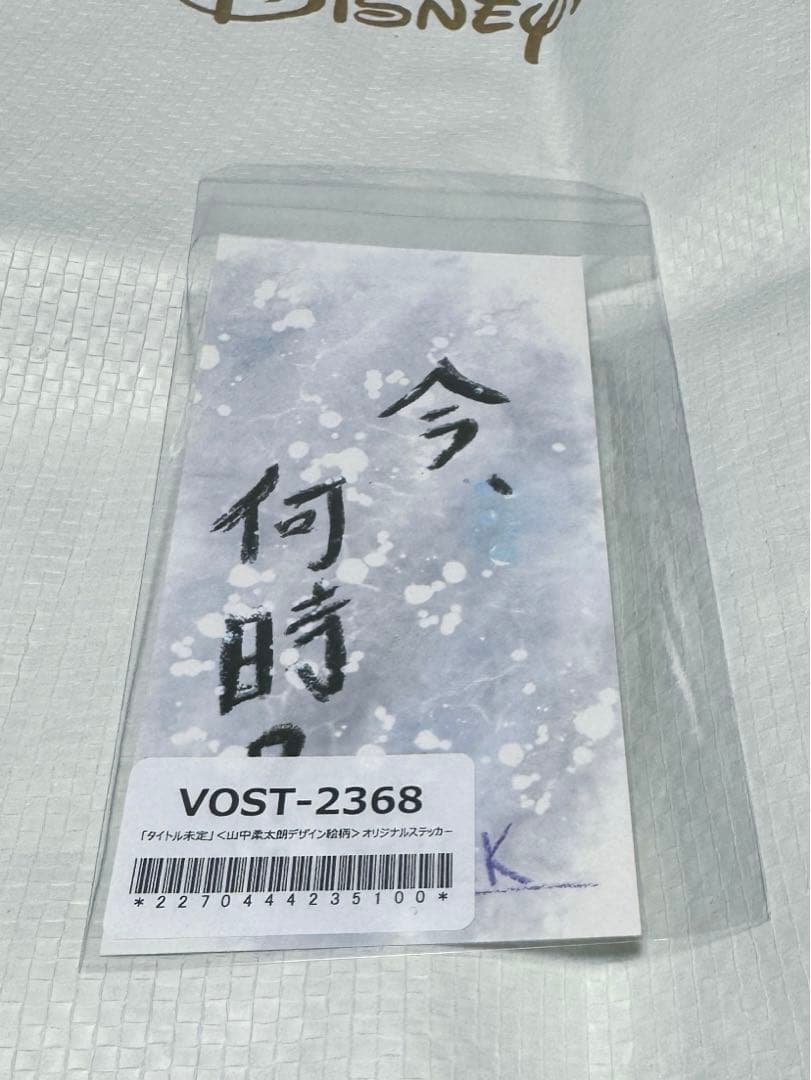 Disney
今、
何時?
VOST-2368
「タイトル未定」<山中柔太朗デザイン絵柄>オリジナルステッカー
*2270444235100*
K